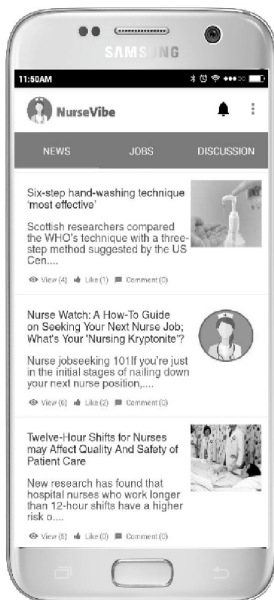 SAMSUNG
11:50AM
NurseVibe
NEWS JOBS DISCUSSION
Six-step hand-washing technique
'most effective'
Scottish researchers compared
the WHO's technique with a three-
step method suggested by the US
Cen....
View (4) Like (1) Comment (0)
Nurse Watch: A How-To Guide
on Seeking Your Next Nurse Job;
What's Your 'Nursing Kryptonite'?
Nurse jobseeking 101If you're just
in the initial stages of nailing down
your next nurse position,....
View (6) Like (2) Comment (0)
Twelve-Hour Shifts for Nurses
may Affect Quality And Safety of
Patient Care
New research has found that
hospital nurses who work longer
than 12-hour shifts have a higher
risk o....
View (6) Like (0) Comment (0)